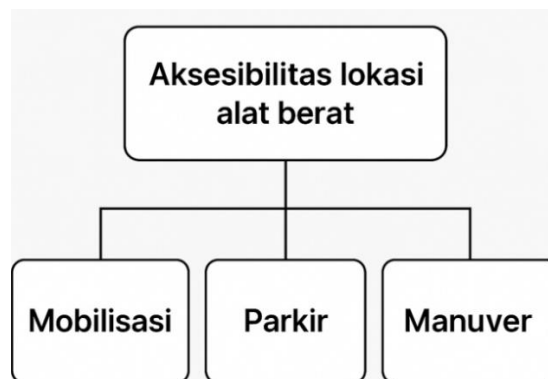 Aksesibilitas lokasi
alat berat
Mobilisasi
Parkir
Manuver